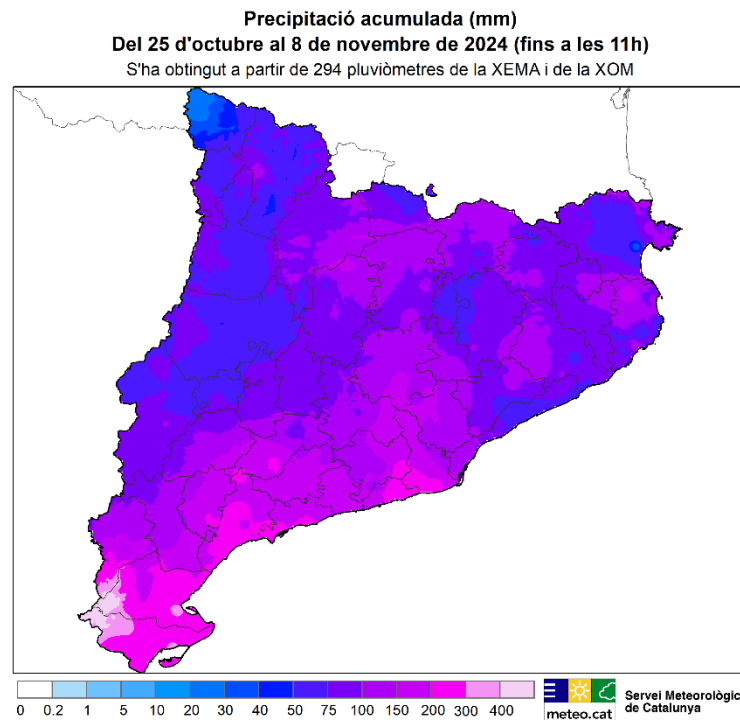 Precipitació acumulada (mm)
Del 25 d'octubre al 8 de novembre de 2024 (fins a les 11h)
S'ha obtingut a partir de 294 pluviòmetres de la XEMA i de la XOM
0 0.2 1 5 10 20 30 40 50 75 100 150 200 300 400
meteo.cat
Servei Meteorològic
de Catalunya